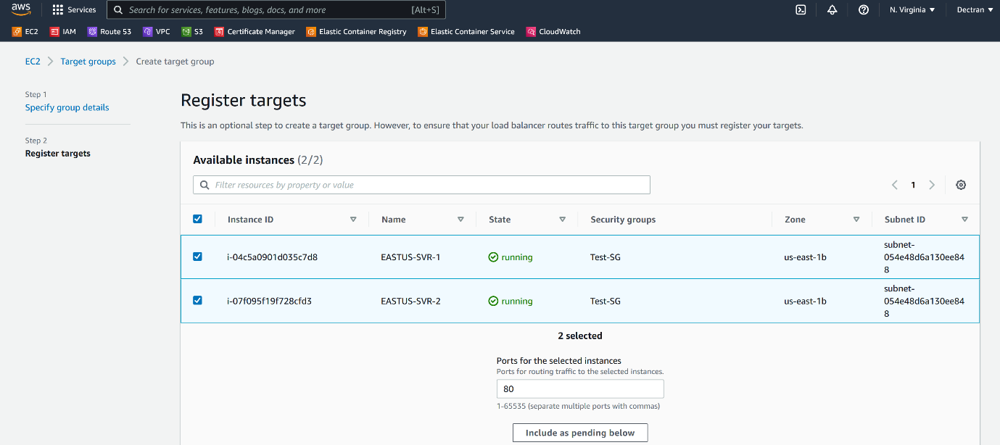 aws
Services
Search for services, features, blogs, docs, and more [Alt+S]
N. Virginia
Dectran
EC2 IAM Route 53 VPC S3 Certificate Manager Elastic Container Registry Elastic Container Service CloudWatch
EC2 Target groups Create target group
Step 1
Specify group details
Step 2
Register targets
Register targets
This is an optional step to create a target group. However, to ensure that your load balancer routes traffic to this target group you must register your targets.
Available instances (2/2)
Filter resources by property or value
1
Instance ID Name State Security groups Zone Subnet ID
i-04c5a0901d035c7d8 EASTUS-SVR-1 running Test-SG us-east-1b subnet-
054e48d6a130ee84
8
i-07f095f19f728cfd3 EASTUS-SVR-2 running Test-SG us-east-1b subnet-
054e48d6a130ee84
8
2 selected
Ports for the selected instances
Ports for routing traffic to the selected instances.
80
1-65535 (separate multiple ports with commas)
Include as pending below